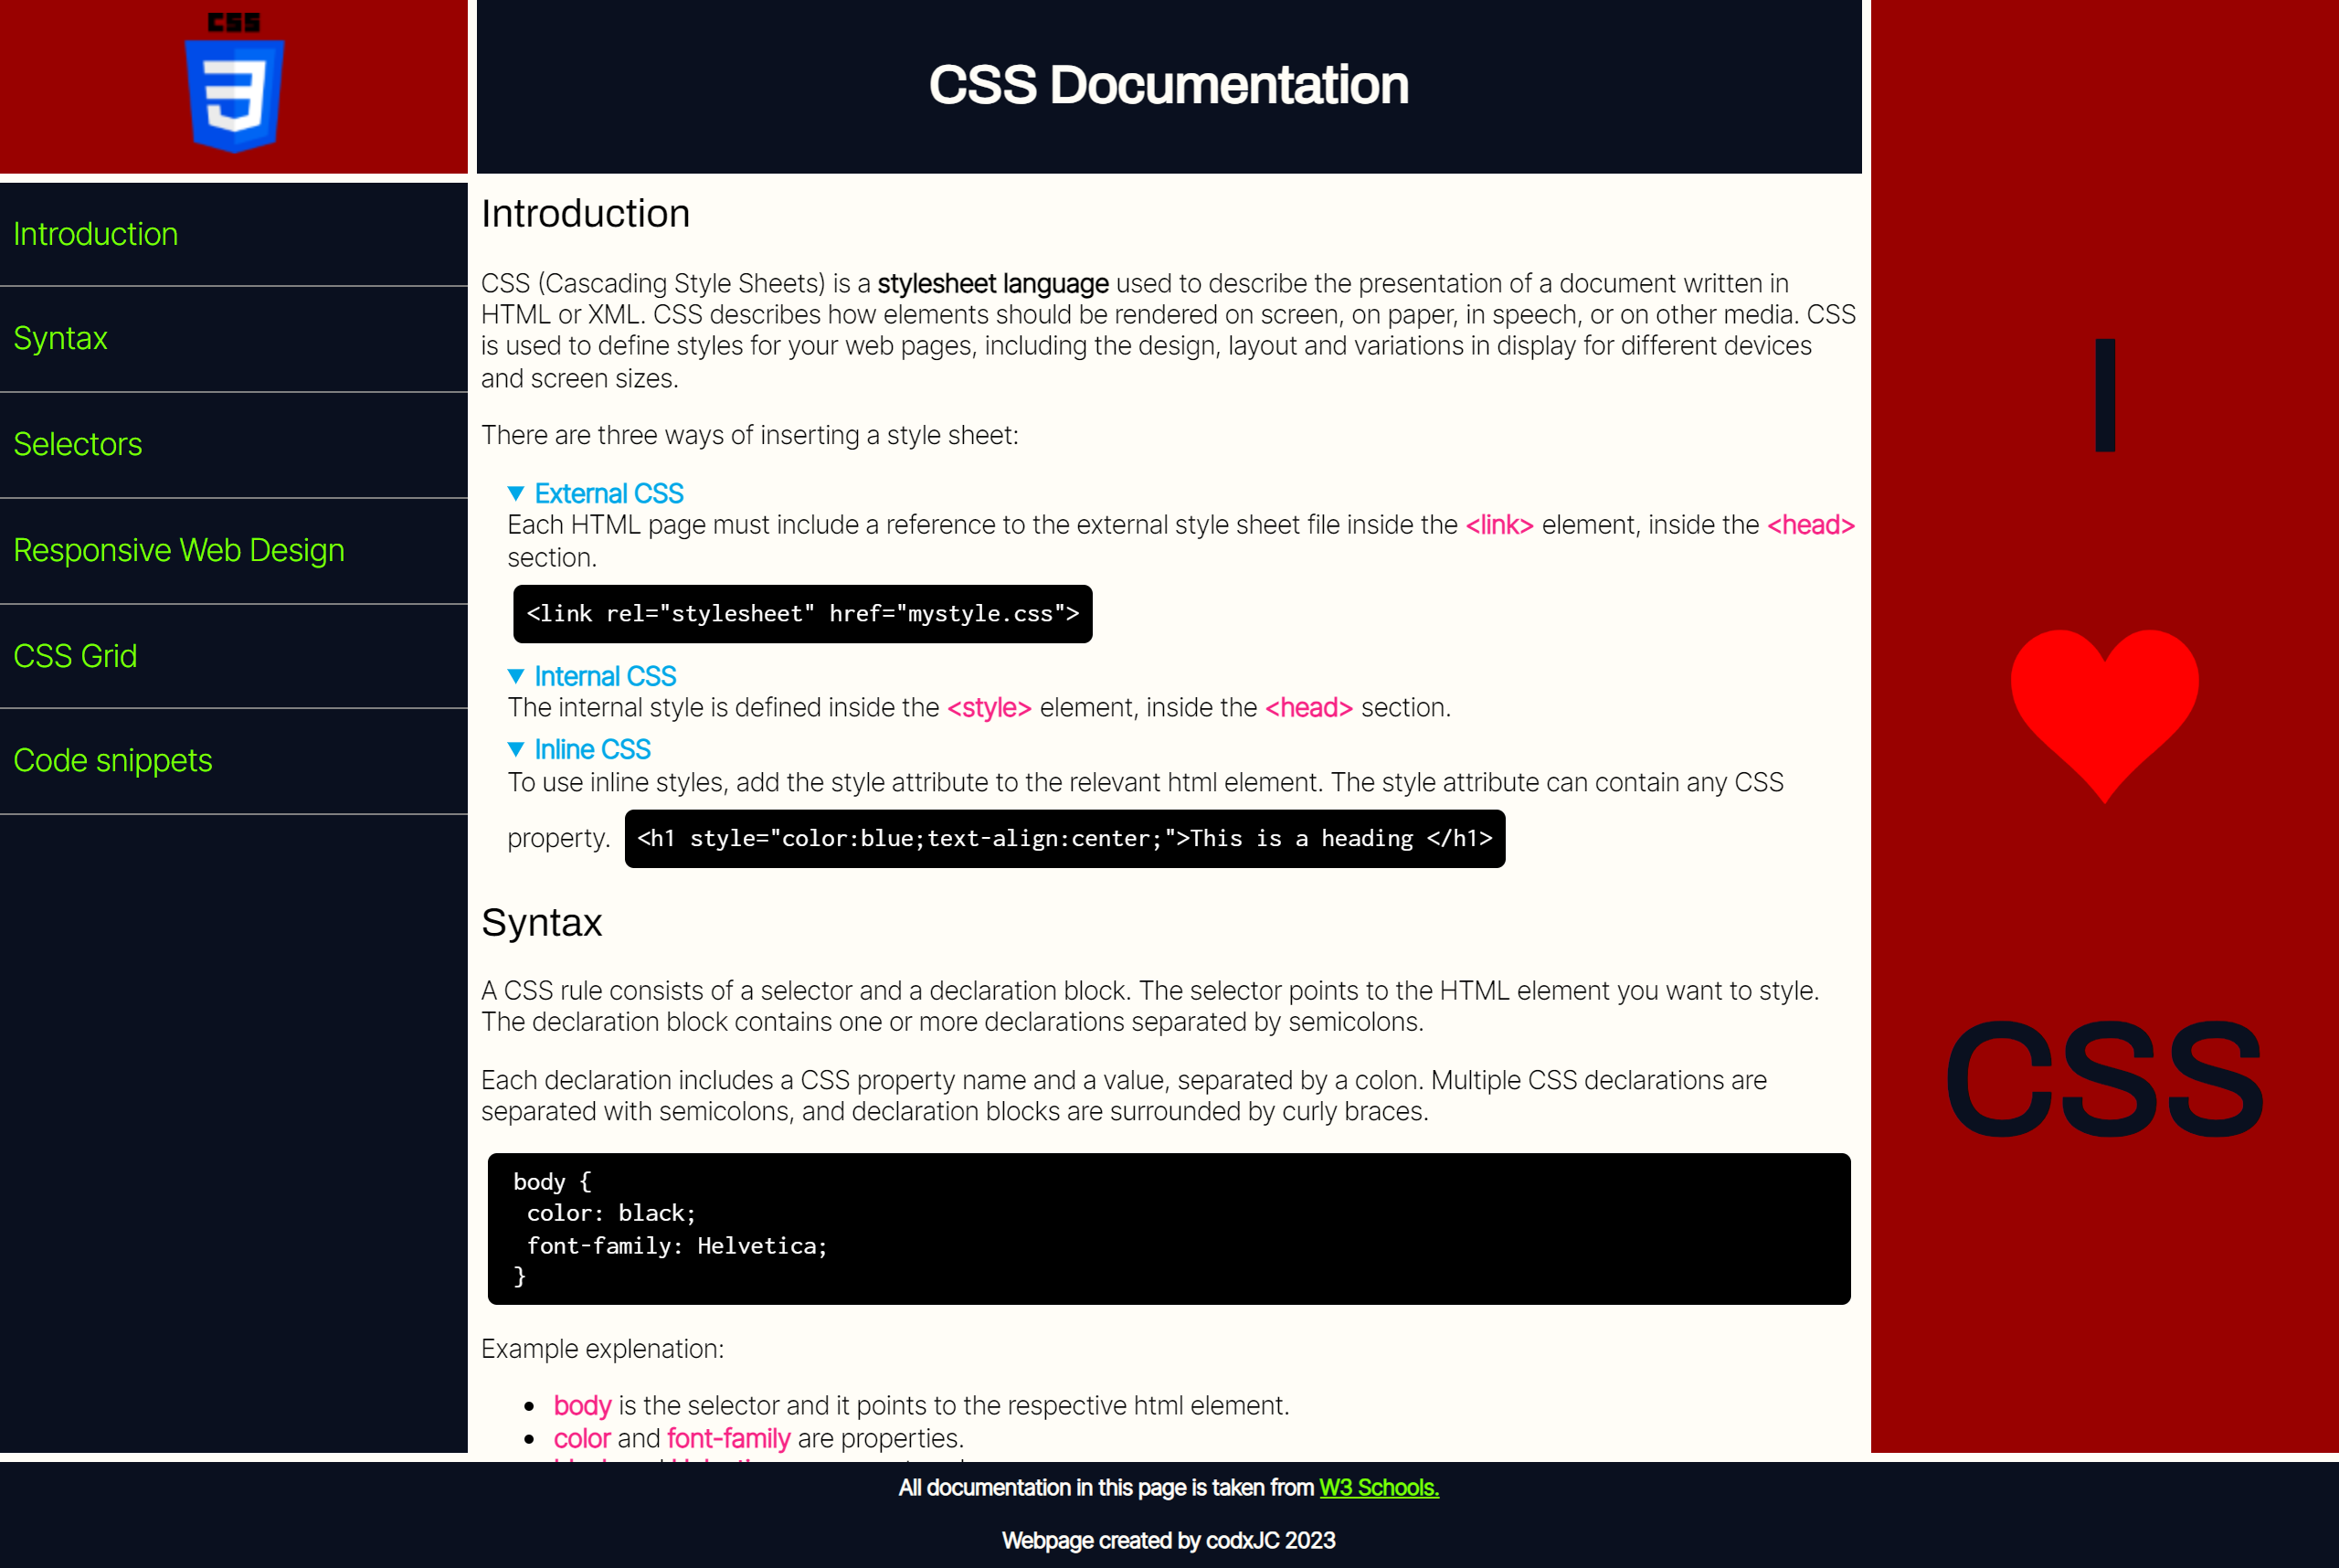 CSS
CSS Documentation
Introduction
Syntax
Selectors
Responsive Web Design
CSS Grid
Code snippets
Introduction
CSS (Cascading Style Sheets) is a stylesheet language used to describe the presentation of a document written in
HTML or XML. CSS describes how elements should be rendered on screen, on paper, in speech, or on other media. CSS
is used to define styles for your web pages, including the design, layout and variations in display for different devices
and screen sizes.
There are three ways of inserting a style sheet:
▼ External CSS
Each HTML page must include a reference to the external style sheet file inside the <link> element, inside the <head>
section.
<link rel="stylesheet" href="mystyle.css">
▼ Internal CSS
The internal style is defined inside the <style> element, inside the <head> section.
▼ Inline CSS
To use inline styles, add the style attribute to the relevant html element. The style attribute can contain any CSS
property. <h1 style="color:blue;text-align:center;">This is a heading </h1>
Syntax
A CSS rule consists of a selector and a declaration block. The selector points to the HTML element you want to style.
The declaration block contains one or more declarations separated by semicolons.
Each declaration includes a CSS property name and a value, separated by a colon. Multiple CSS declarations are
separated with semicolons, and declaration blocks are surrounded by curly braces.
body {
color: black;
font-family: Helvetica;
}
Example explenation:
• body is the selector and it points to the respective html element.
• color and font-family are properties.
I
♥
CSS
All documentation in this page is taken from W3 Schools.
Webpage created by codxJC 2023